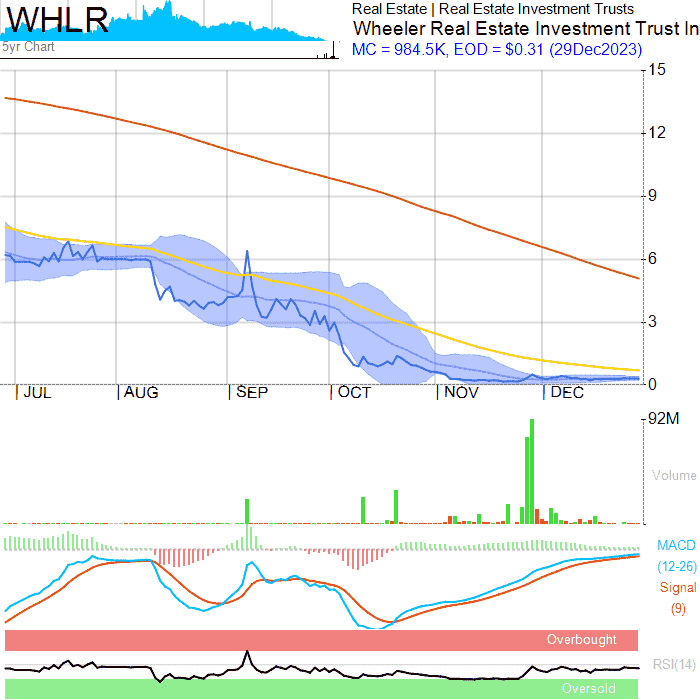 WHLR
5yr Chart
Real Estate | Real Estate Investment Trusts
Wheeler Real Estate Investment Trust In
MC = 984.5K, EOD = $0.31 (29Dec2023)
15
12
9
6
3
0
JUL AUG SEP OCT NOV DEC
92M
Volume
MACD
(12-26)
Signal
(9)
Overbought
RSI(14)
Oversold